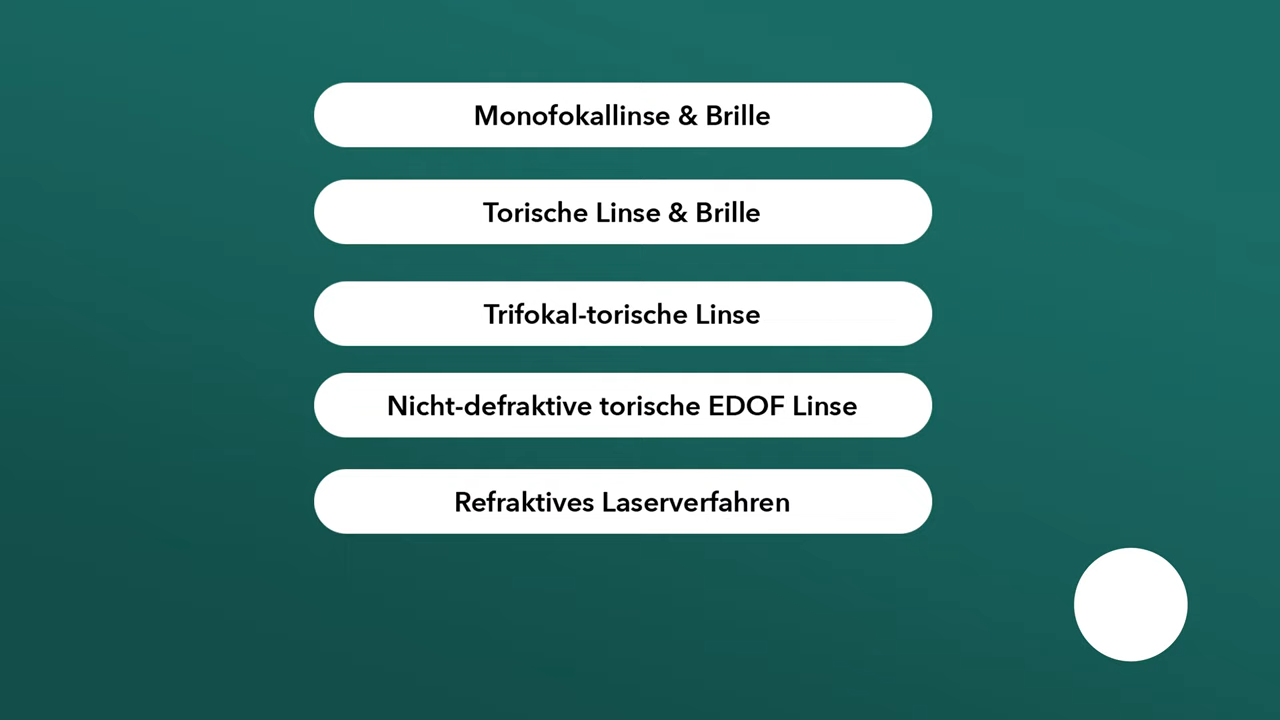 Monofokallinse & Brille
Torische Linse & Brille
Trifokal-torische Linse
Nicht-defraktive torische EDOF Linse
Refraktives Laserverfahren